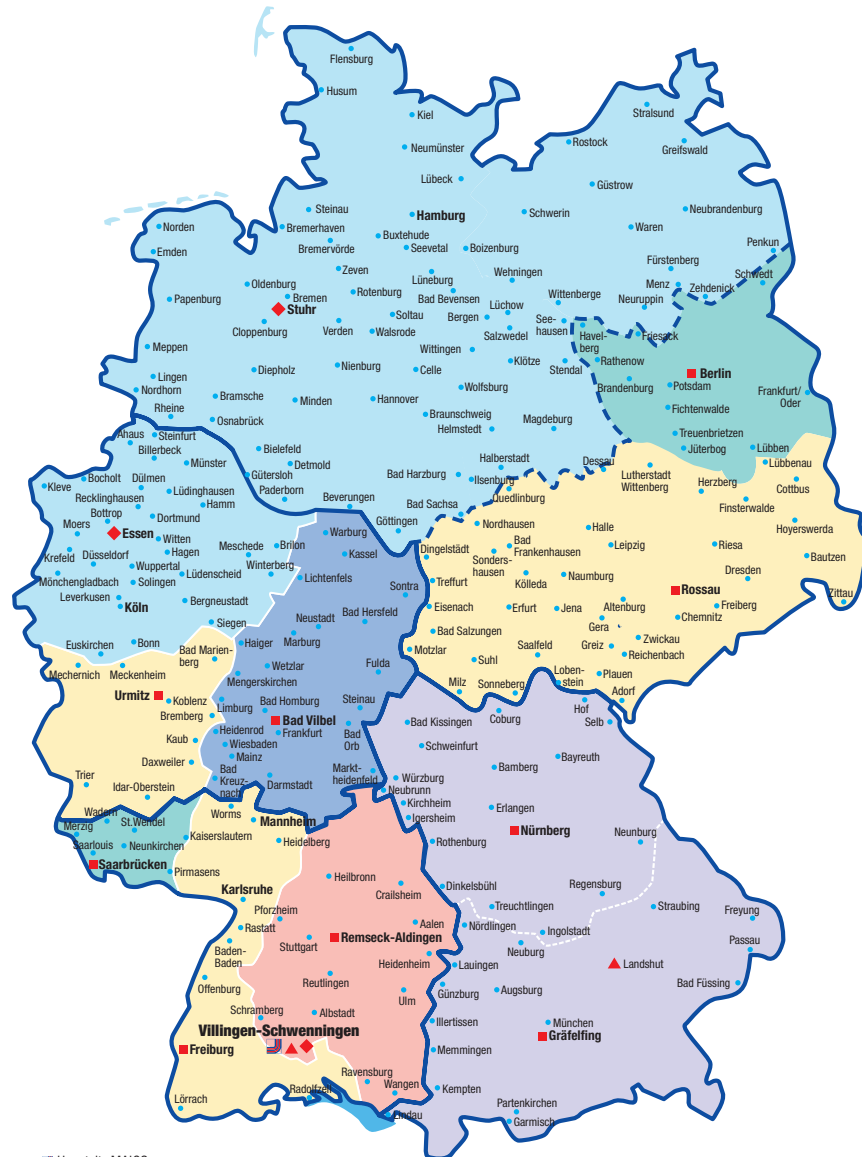 Flensburg
Husum
Kiel
Stralsund
Neumünster
Rostock
Greifswald
Lübeck
Güstrow
Steinau
Hamburg
Schwerin
Neubrandenburg
Norden
Bremerhaven
Buxtehude
Waren
Bremervörde
Seevetal
Boizenburg
Penkun
Emden
Zeven
Lüneburg
Wehningen
Fürstenberg
Schwedt
Oldenburg
Rotenburg
Bad Bevensen
Menz
Zehdenick
Papenburg
Bremen
Stuhr
Soltau
Lüchow
Wittenberge
Neuruppin
Cloppenburg
Verden
Walsrode
Bergen
Salzwedel
See-
hausen
Havel-
berg
Friesack
Meppen
Wittingen
Klötze
Stendal
Rathenow
Berlin
Lingen
Diepholz
Nienburg
Celle
Brandenburg
Potsdam
Nordhorn
Bramsche
Minden
Hannover
Wolfsburg
Frankfurt/
Oder
Rheine
Osnabrück
Braunschweig
Helmstedt
Magdeburg
Fichtenwalde
Ahaus
Steinfurt
Billerbeck
Bielefeld
Treuenbrietzen
Jüterbog
Lübben
Münster
Detmold
Halberstadt
Dessau
Lübbenau
Kleve
Bocholt
Dülmen
Gütersloh
Bad Harzburg
Ilsenburg
Lutherstadt
Wittenberg
Herzberg
Cottbus
Recklinghausen
Lüdinghausen
Paderborn
Quedlinburg
Finsterwalde
Bottrop
Hamm
Beverungen
Bad Sachsa
Moers
Dortmund
Göttingen
Nordhausen
Halle
Hoyerswerda
Essen
Witten
Warburg
Bad
Frankenhausen
Leipzig
Riesa
Krefeld
Düsseldorf
Hagen
Meschede
Brilon
Kassel
Dingelstädt
Sonders-
hausen
Bautzen
Mönchengladbach
Wuppertal
Solingen
Lüdenscheid
Winterberg
Lichtenfels
Treffurt
Kölleda
Naumburg
Dresden
Leverkusen
Sontra
Rossau
Zittau
Köln
Bergneustadt
Eisenach
Erfurt
Jena
Altenburg
Freiberg
Siegen
Neustadt
Bad Hersfeld
Gera
Chemnitz
Euskirchen
Bonn
Bad Marien-
berg
Haiger
Marburg
Bad Salzungen
Greiz
Zwickau
Mechernich
Meckenheim
Wetzlar
Fulda
Motzlar
Saalfeld
Reichenbach
Mengerskirchen
Suhl
Loben-
stein
Plauen
Urmitz
Koblenz
Limburg
Bad Homburg
Steinau
Milz
Sonneberg
Adorf
Bremberg
Bad Vilbel
Coburg
Hof
Kaub
Heidenrod
Frankfurt
Bad
Orb
Bad Kissingen
Selb
Wiesbaden
Schweinfurt
Daxweiler
Mainz
Bayreuth
Trier
Bad
Kreuz-
nach
Darmstadt
Markt-
heidenfeld
Würzburg
Bamberg
Idar-Oberstein
Neubrunn
Worms
Kirchheim
Erlangen
Wadern
St.Wendel
Mannheim
Igersheim
Merzig
Kaiserslautern
Nürnberg
Neunburg
Saarlouis
Neunkirchen
Heidelberg
Rothenburg
Saarbrücken
Pirmasens
Heilbronn
Dinkelsbühl
Karlsruhe
Crailsheim
Regensburg
Pforzheim
Treuchtlingen
Straubing
Freyung
Rastatt
Aalen
Nördlingen
Ingolstadt
Stuttgart
Remseck-Aldingen
Neuburg
Passau
Baden-
Baden
Heidenheim
Lauingen
Landshut
Offenburg
Reutlingen
Günzburg
Augsburg
Bad Füssing
Ulm
Schramberg
Albstadt
Illertissen
München
Villingen-Schwenningen
Gräfelfing
Freiburg
Memmingen
Ravensburg
Radolfzell
Wangen
Kempten
Lörrach
Lindau
Partenkirchen
Garmisch